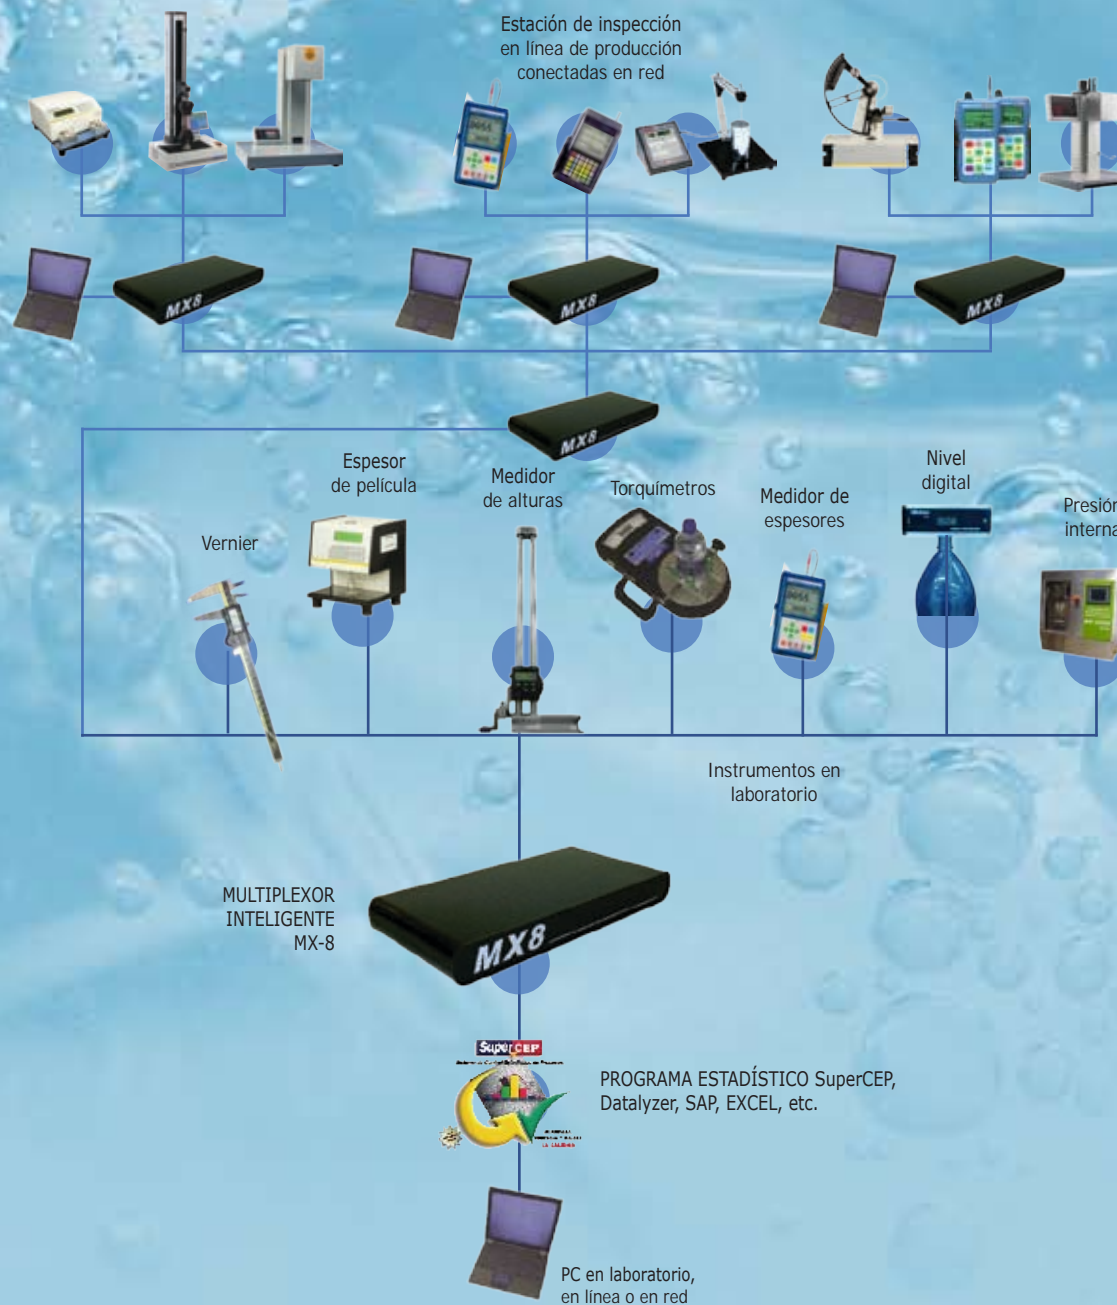 Estación de inspección
en línea de producción
conectadas en red
MX8
MX8
MX8
MX8
Espesor
de película
Medidor
de alturas
Torquímetros
Medidor de
espesores
Nivel
digital
Presión
interna
Vernier
Instrumentos en
laboratorio
MULTIPLEXOR
INTELIGENTE
MX-8
MX8
SuperCEP
PROGRAMA ESTADÍSTICO SuperCEP,
Datalyzer, SAP, EXCEL, etc.
PC en laboratorio,
en línea o en red